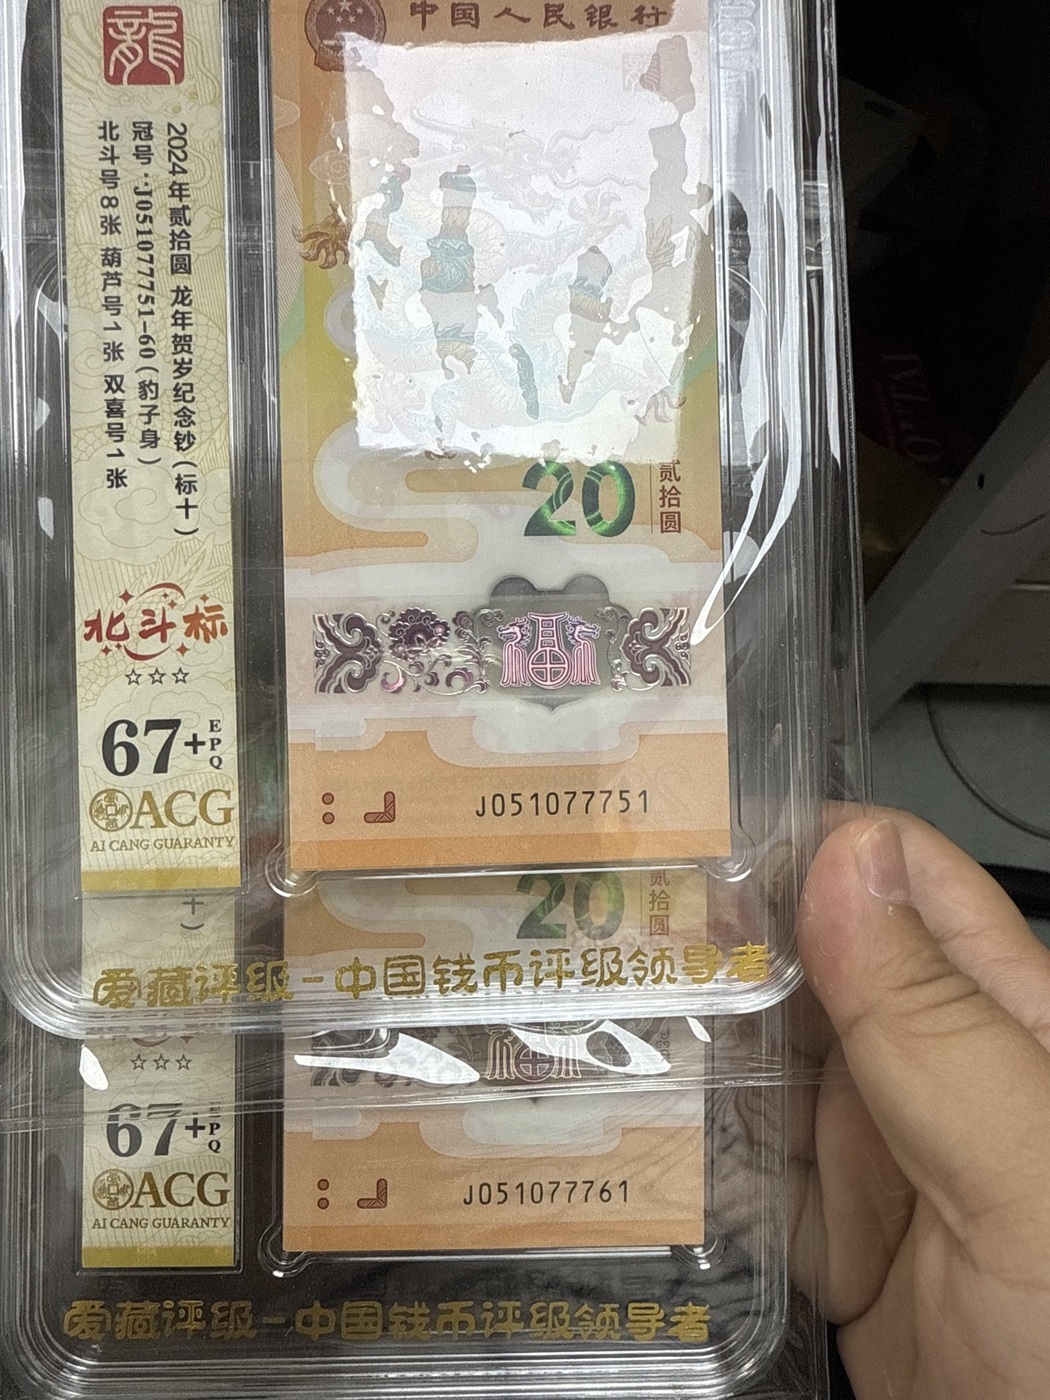 龍
2024年贰拾圆 龙年贺岁纪念钞(标十)
冠号:J051077751-60(豹子身)
北斗号8张 葫芦号1张 双喜号1张
北斗标
☆☆☆
67+EPQ
ACG
AI CANG GUARANTY
中国人民银行
20
贰拾圆
J051077751
十)
20
贰拾圆
爱藏评级-中国钱币评级领导者
☆☆☆
67+EPQ
ACG
AI CANG GUARANTY
J051077761
爱藏评级-中国钱币评级领导者